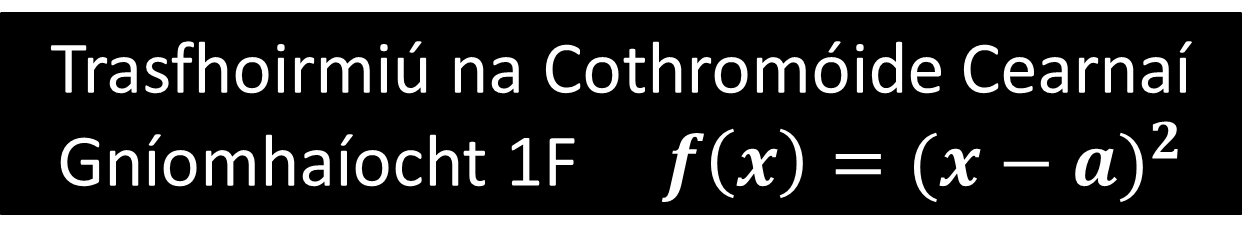 Trasfhoirmiú na Cothromóide Cearnaí
Gníomhaíocht 1F f(x) = (x − a)²